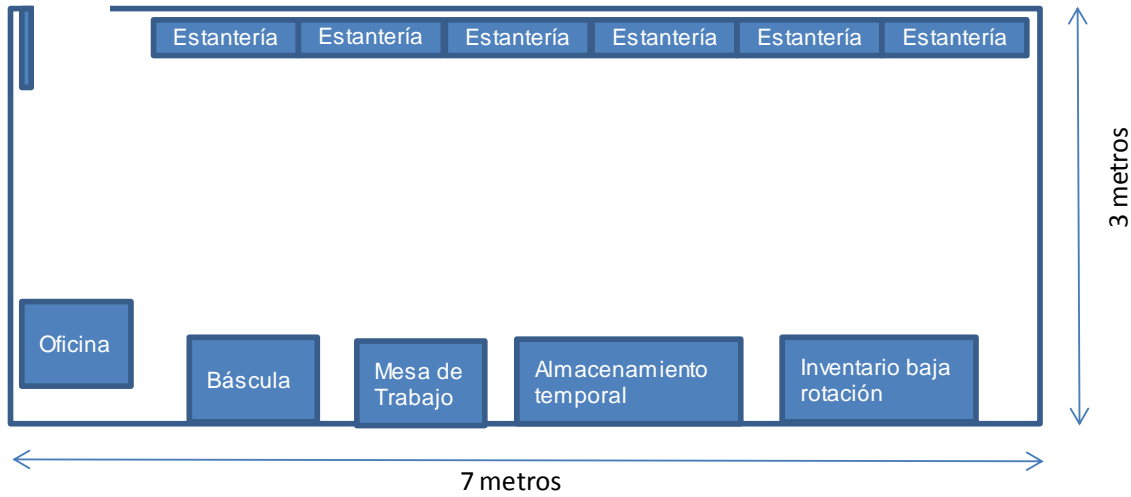 Estantería
Estantería
Estantería
Estantería
Estantería
Estantería
3 metros
Oficina
Báscula
Mesa de
Trabajo
Almacenamiento
temporal
Inventario baja
rotación
7 metros